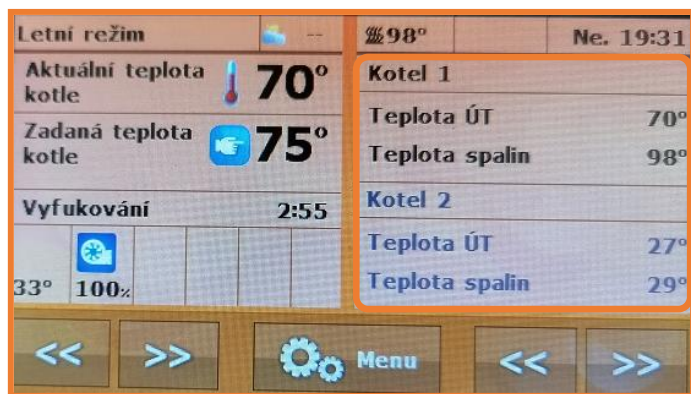 Letní režim
--
98°
Ne. 19:31
Aktuální teplota
kotle
70°
Zadaná teplota
kotle
75°
Vyfukování
2:55
33°
100%
Kotel 1
Teplota ÚT
70°
Teplota spalin
98°
Kotel 2
Teplota ÚT
27°
Teplota spalin
29°
<<
>>
Menu
<<
>>